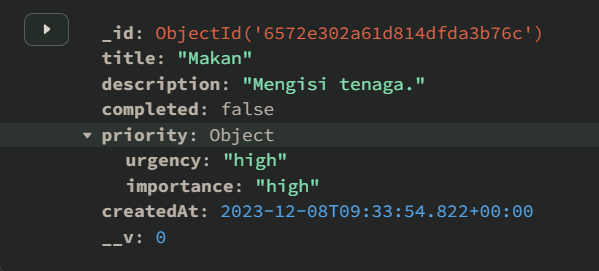 _id: ObjectId('6572e302a61d814dfda3b76c')
title: "Makan"
description: "Mengisi tenaga."
completed: false
priority: Object
urgency: "high"
importance: "high"
createdAt: 2023-12-08T09:33:54.822+00:00
__v: 0